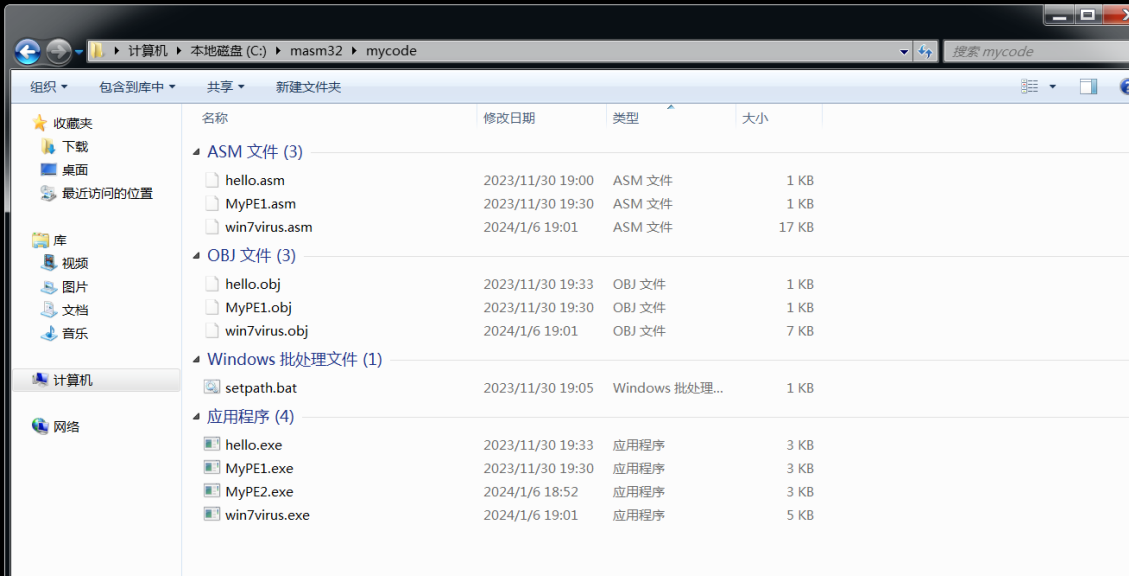 计算机 本地磁盘 (C:) masm32 mycode 搜索 mycode
组织 包含到库中 共享 新建文件夹
收藏夹
下载
桌面
最近访问的位置
库
视频
图片
文档
音乐
计算机
网络
名称 修改日期 类型 大小
ASM 文件 (3)
hello.asm 2023/11/30 19:00 ASM 文件 1 KB
MyPE1.asm 2023/11/30 19:30 ASM 文件 1 KB
win7virus.asm 2024/1/6 19:01 ASM 文件 17 KB
OBJ 文件 (3)
hello.obj 2023/11/30 19:33 OBJ 文件 1 KB
MyPE1.obj 2023/11/30 19:30 OBJ 文件 1 KB
win7virus.obj 2024/1/6 19:01 OBJ 文件 7 KB
Windows 批处理文件 (1)
setpath.bat 2023/11/30 19:05 Windows 批处理... 1 KB
应用程序 (4)
hello.exe 2023/11/30 19:33 应用程序 3 KB
MyPE1.exe 2023/11/30 19:30 应用程序 3 KB
MyPE2.exe 2024/1/6 18:52 应用程序 3 KB
win7virus.exe 2024/1/6 19:01 应用程序 5 KB